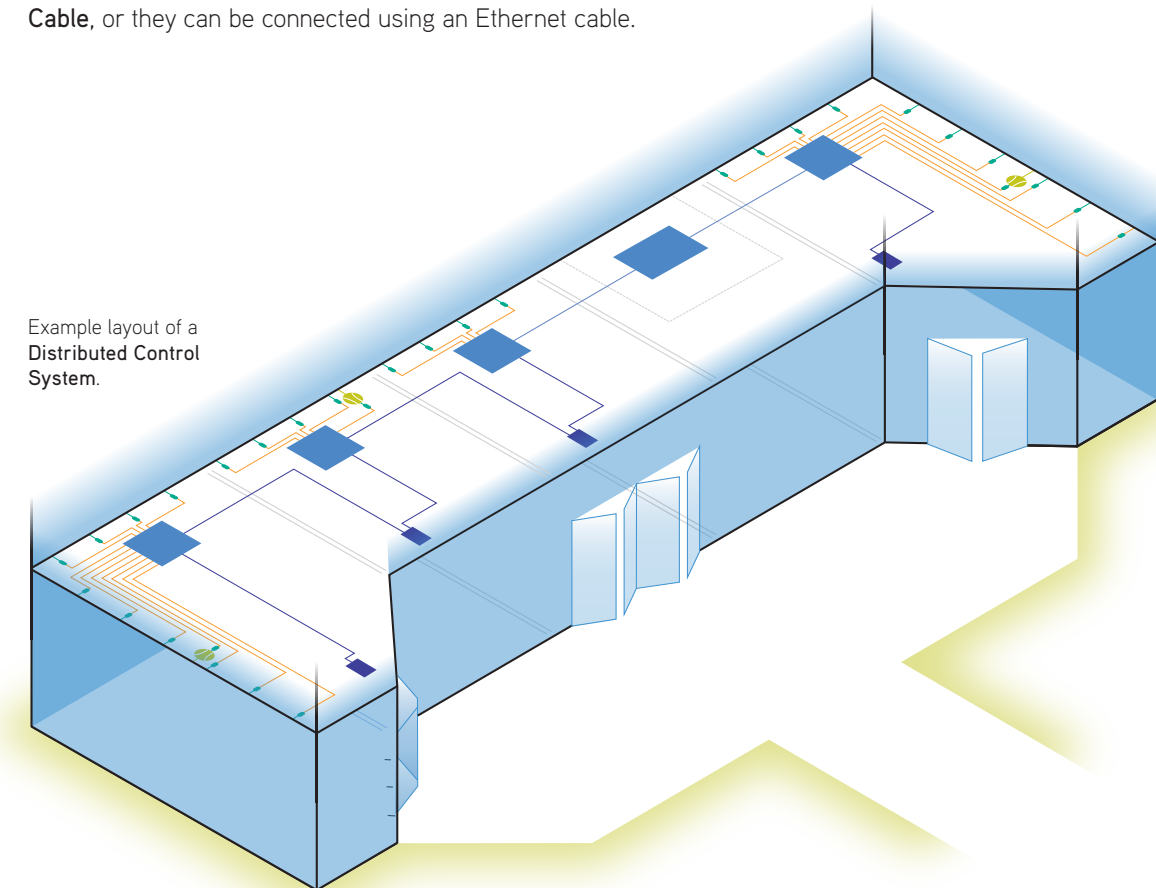 Cable, or they can be connected using an Ethernet cable.
Example layout of a
Distributed Control
System.